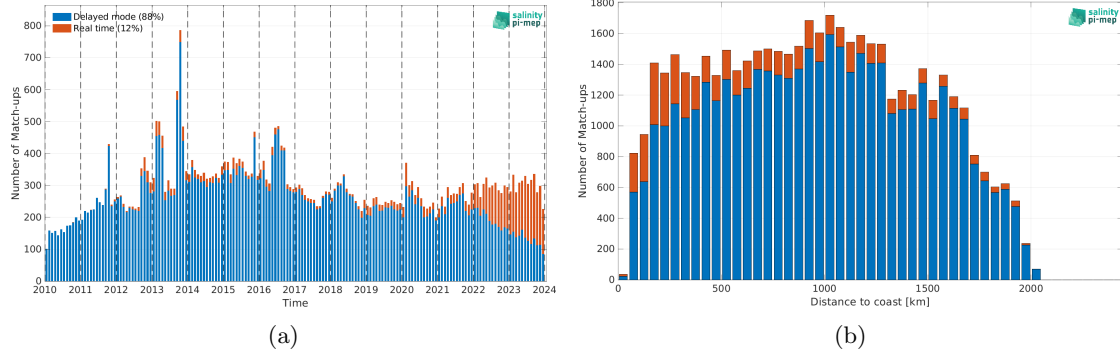 Delayed mode (88%)
Real time (12%)
salinity
pi-mep
Number of Match-ups
800
700
600
500
400
300
200
100
0
2010 2011 2012 2013 2014 2015 2016 2017 2018 2019 2020 2021 2022 2023 2024
Time
(a)
salinity
pi-mep
Number of Match-ups
1800
1600
1400
1200
1000
800
600
400
200
0
0 500 1000 1500 2000
Distance to coast [km]
(b)